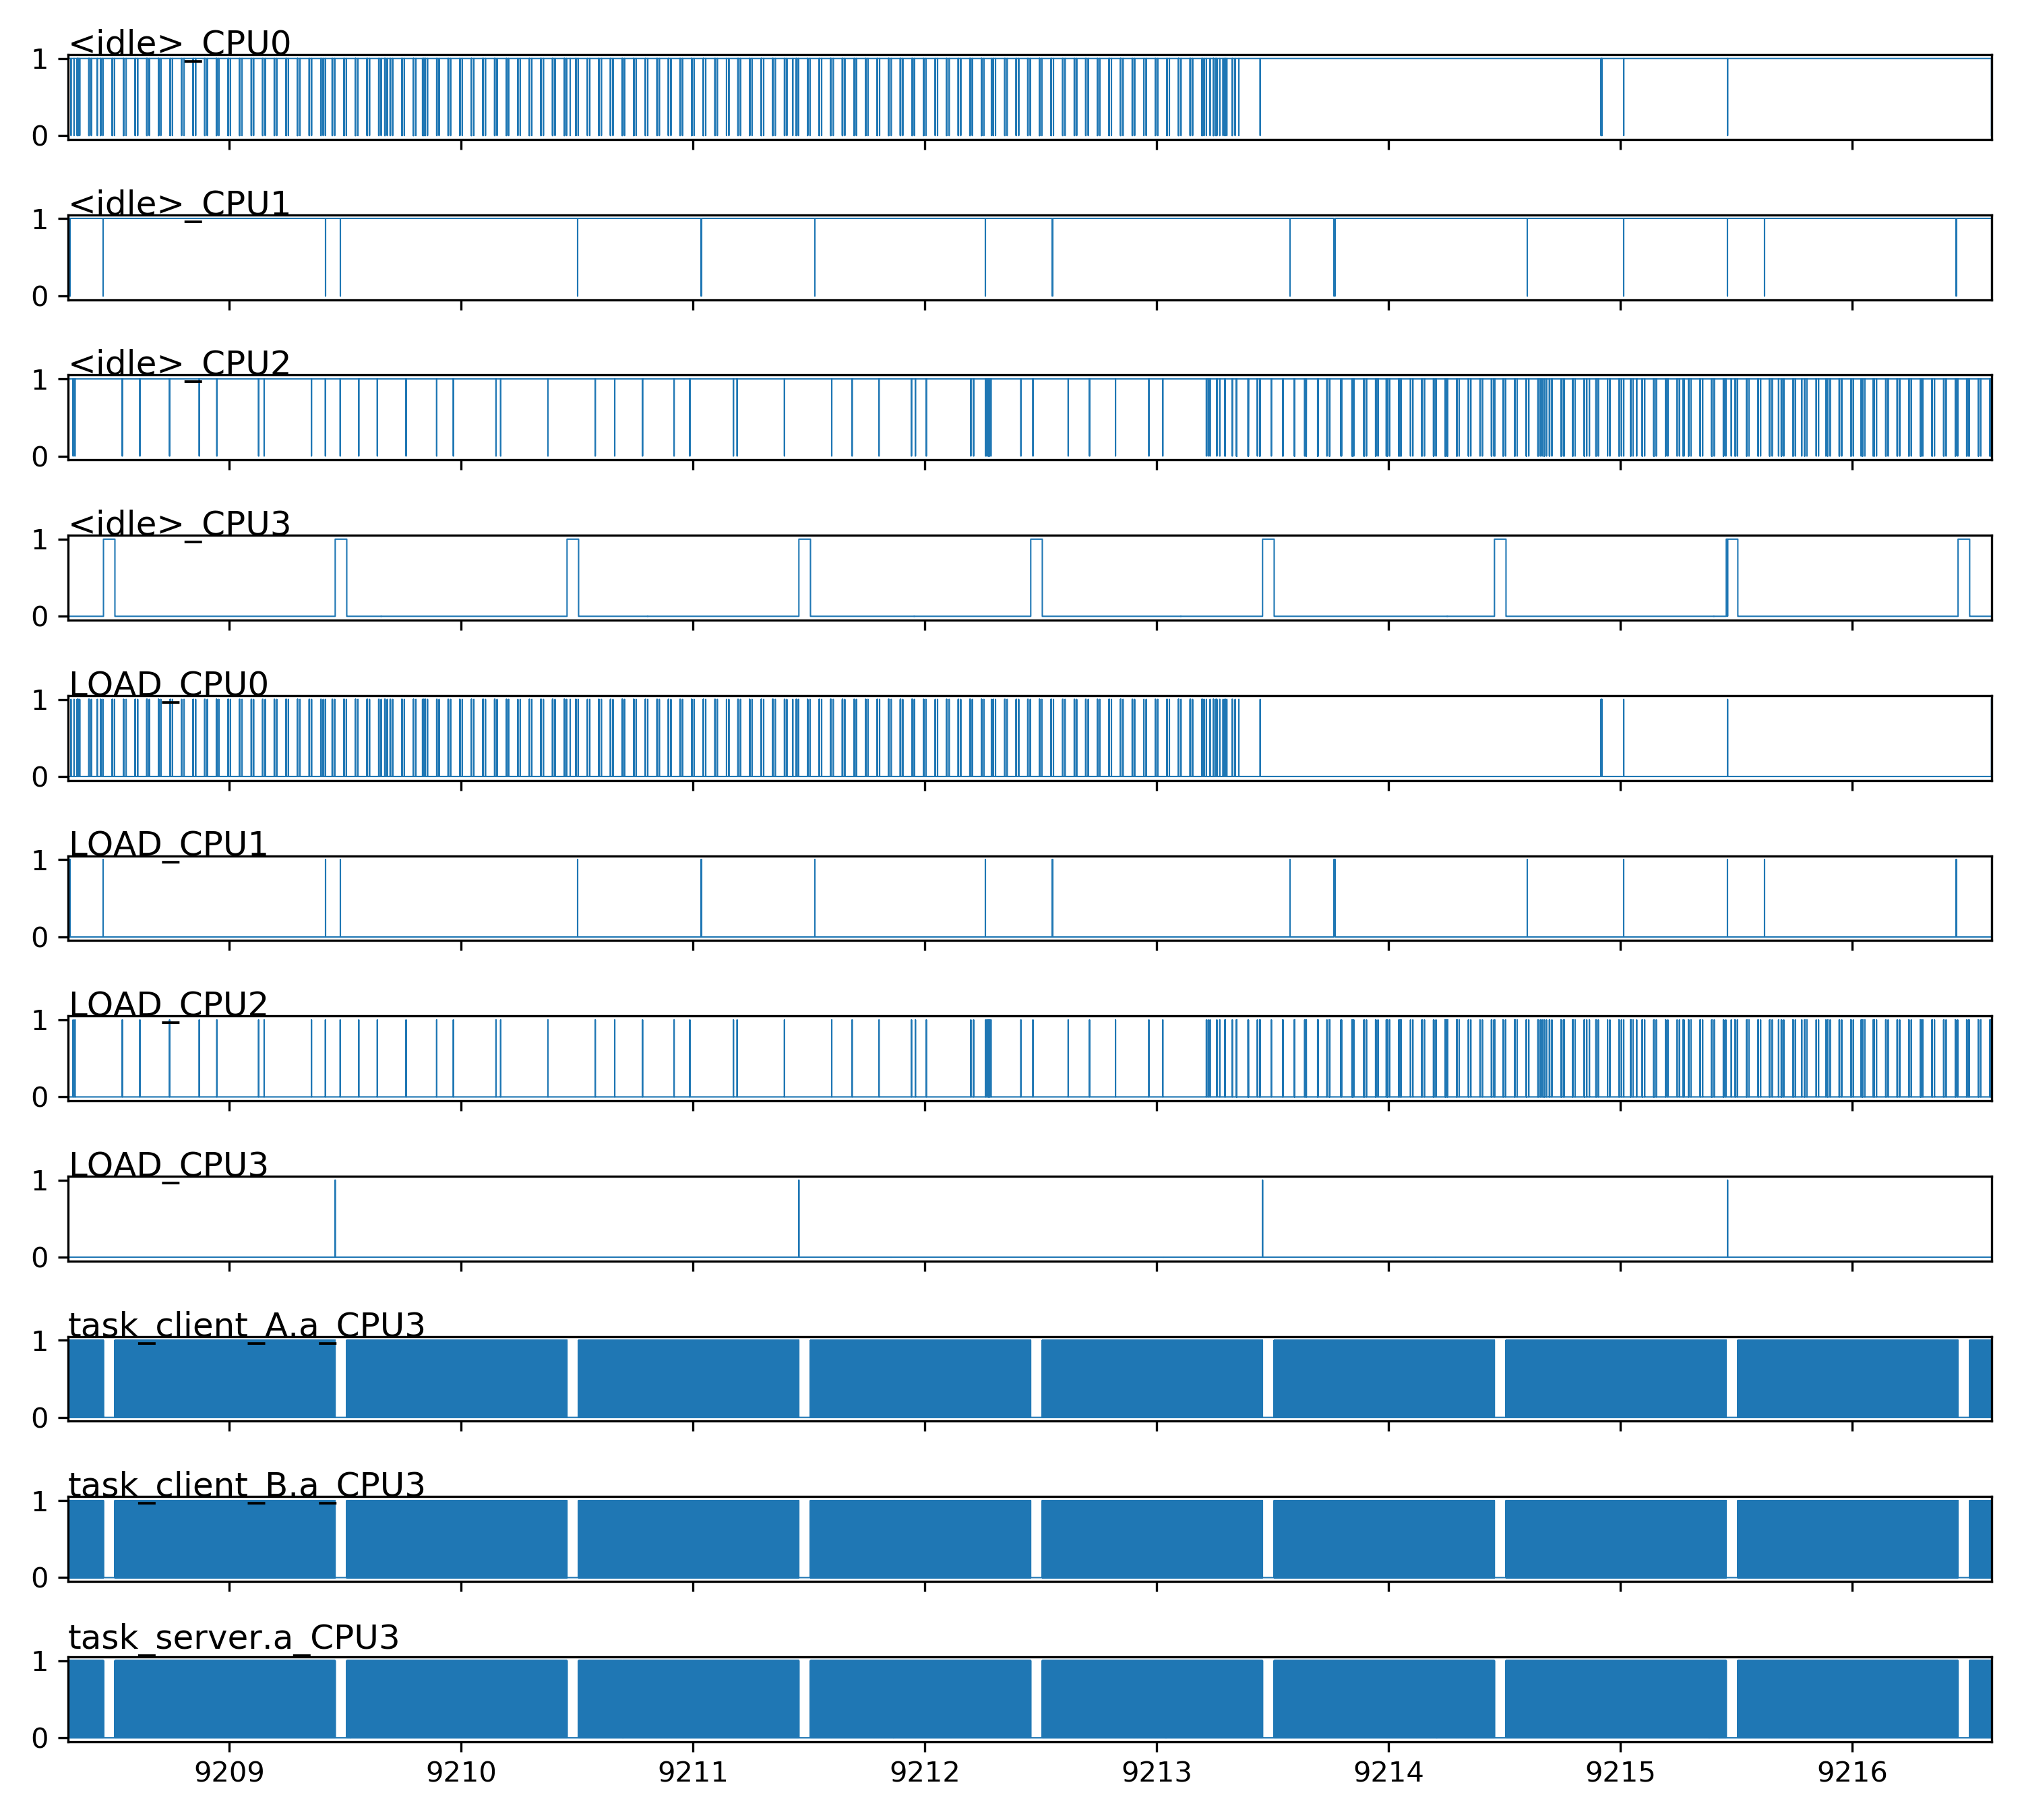 <idle>_CPU0
1
0
<idle>_CPU1
1
0
<idle>_CPU2
1
0
<idle>_CPU3
1
0
LOAD_CPU0
1
0
LOAD_CPU1
1
0
LOAD_CPU2
1
0
LOAD_CPU3
1
0
task_client_A.a_CPU3
1
0
task_client_B.a_CPU3
1
0
task_server.a_CPU3
1
0
9209 9210 9211 9212 9213 9214 9215 9216